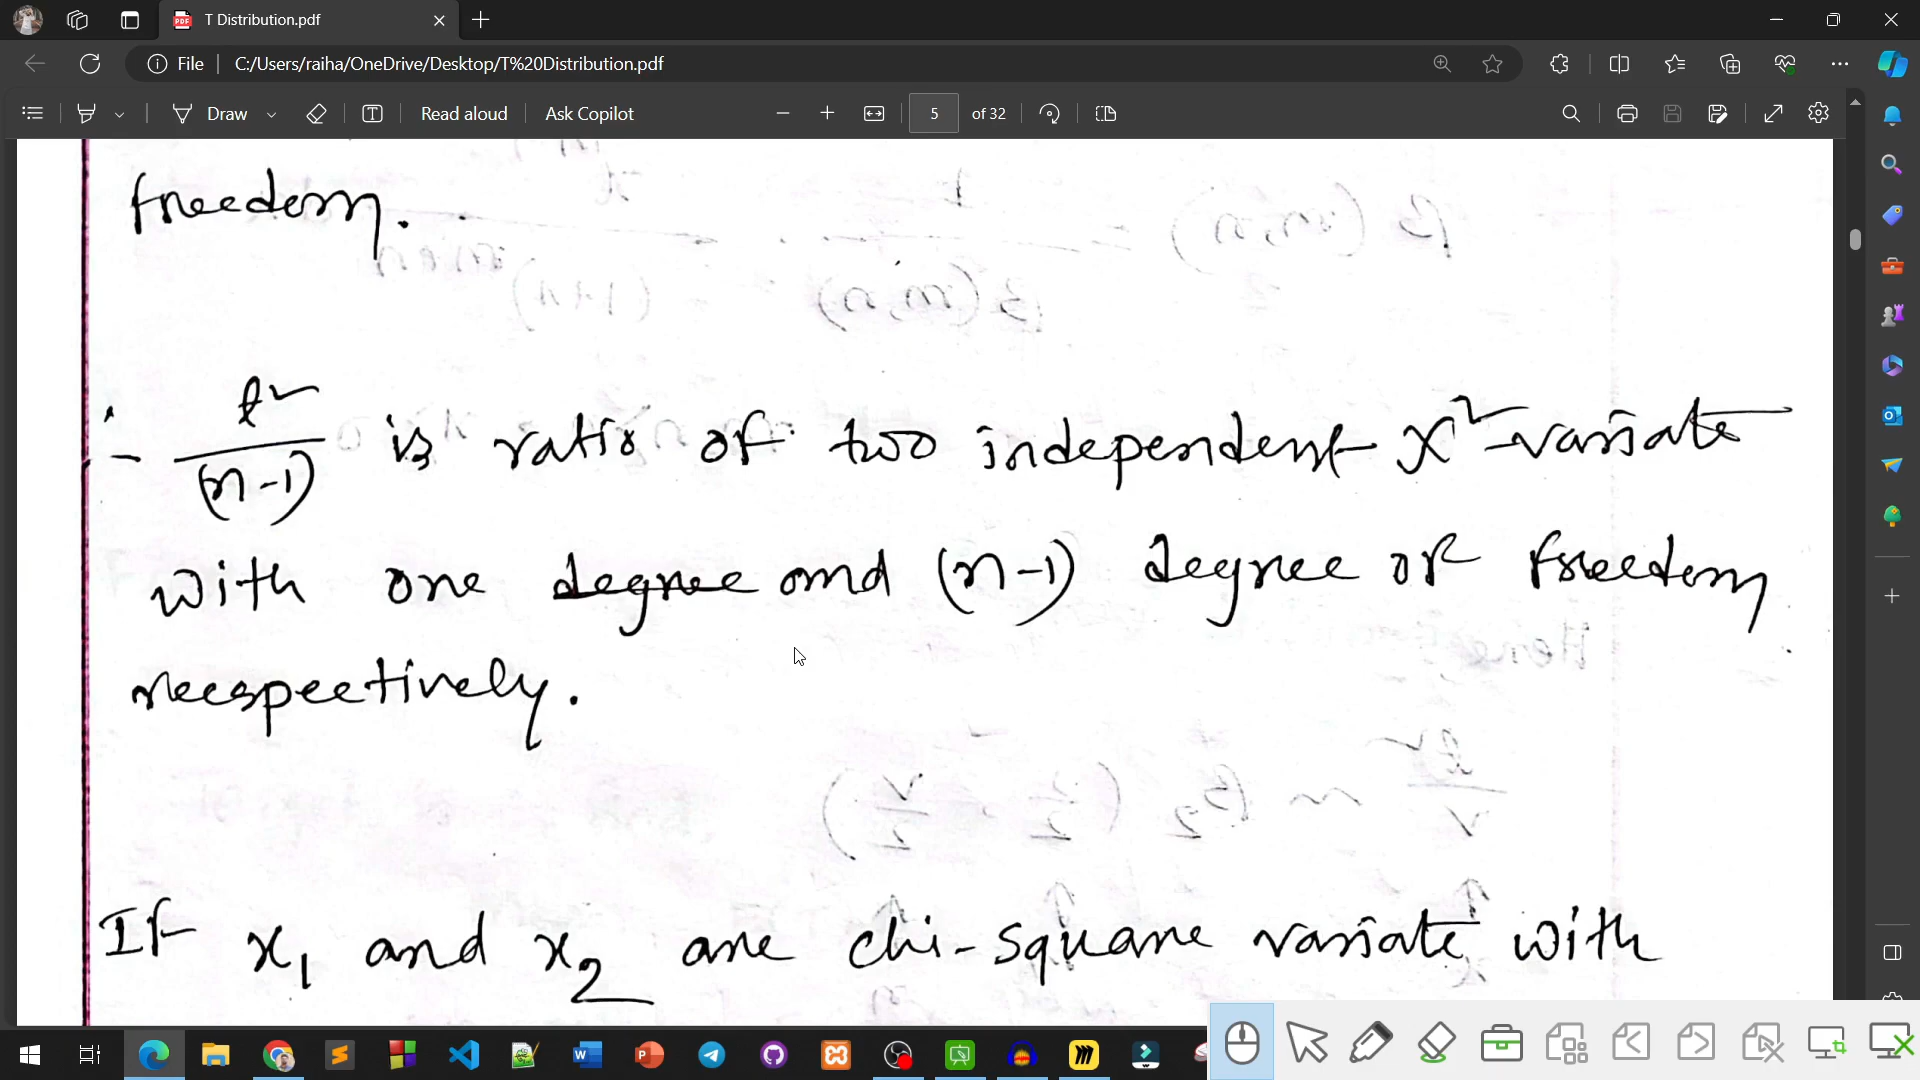 T Distribution.pdf
File C:/Users/raiha/OneDrive/Desktop/T%20Distribution.pdf
Draw Read aloud Ask Copilot 5 of 32
freedom.
∴ t²/(n-1) is ratio of two independent χ²-variate
with one degree and (n-1) degree of freedom
recspectively.
If x₁ and x₂ are chi-square variate with